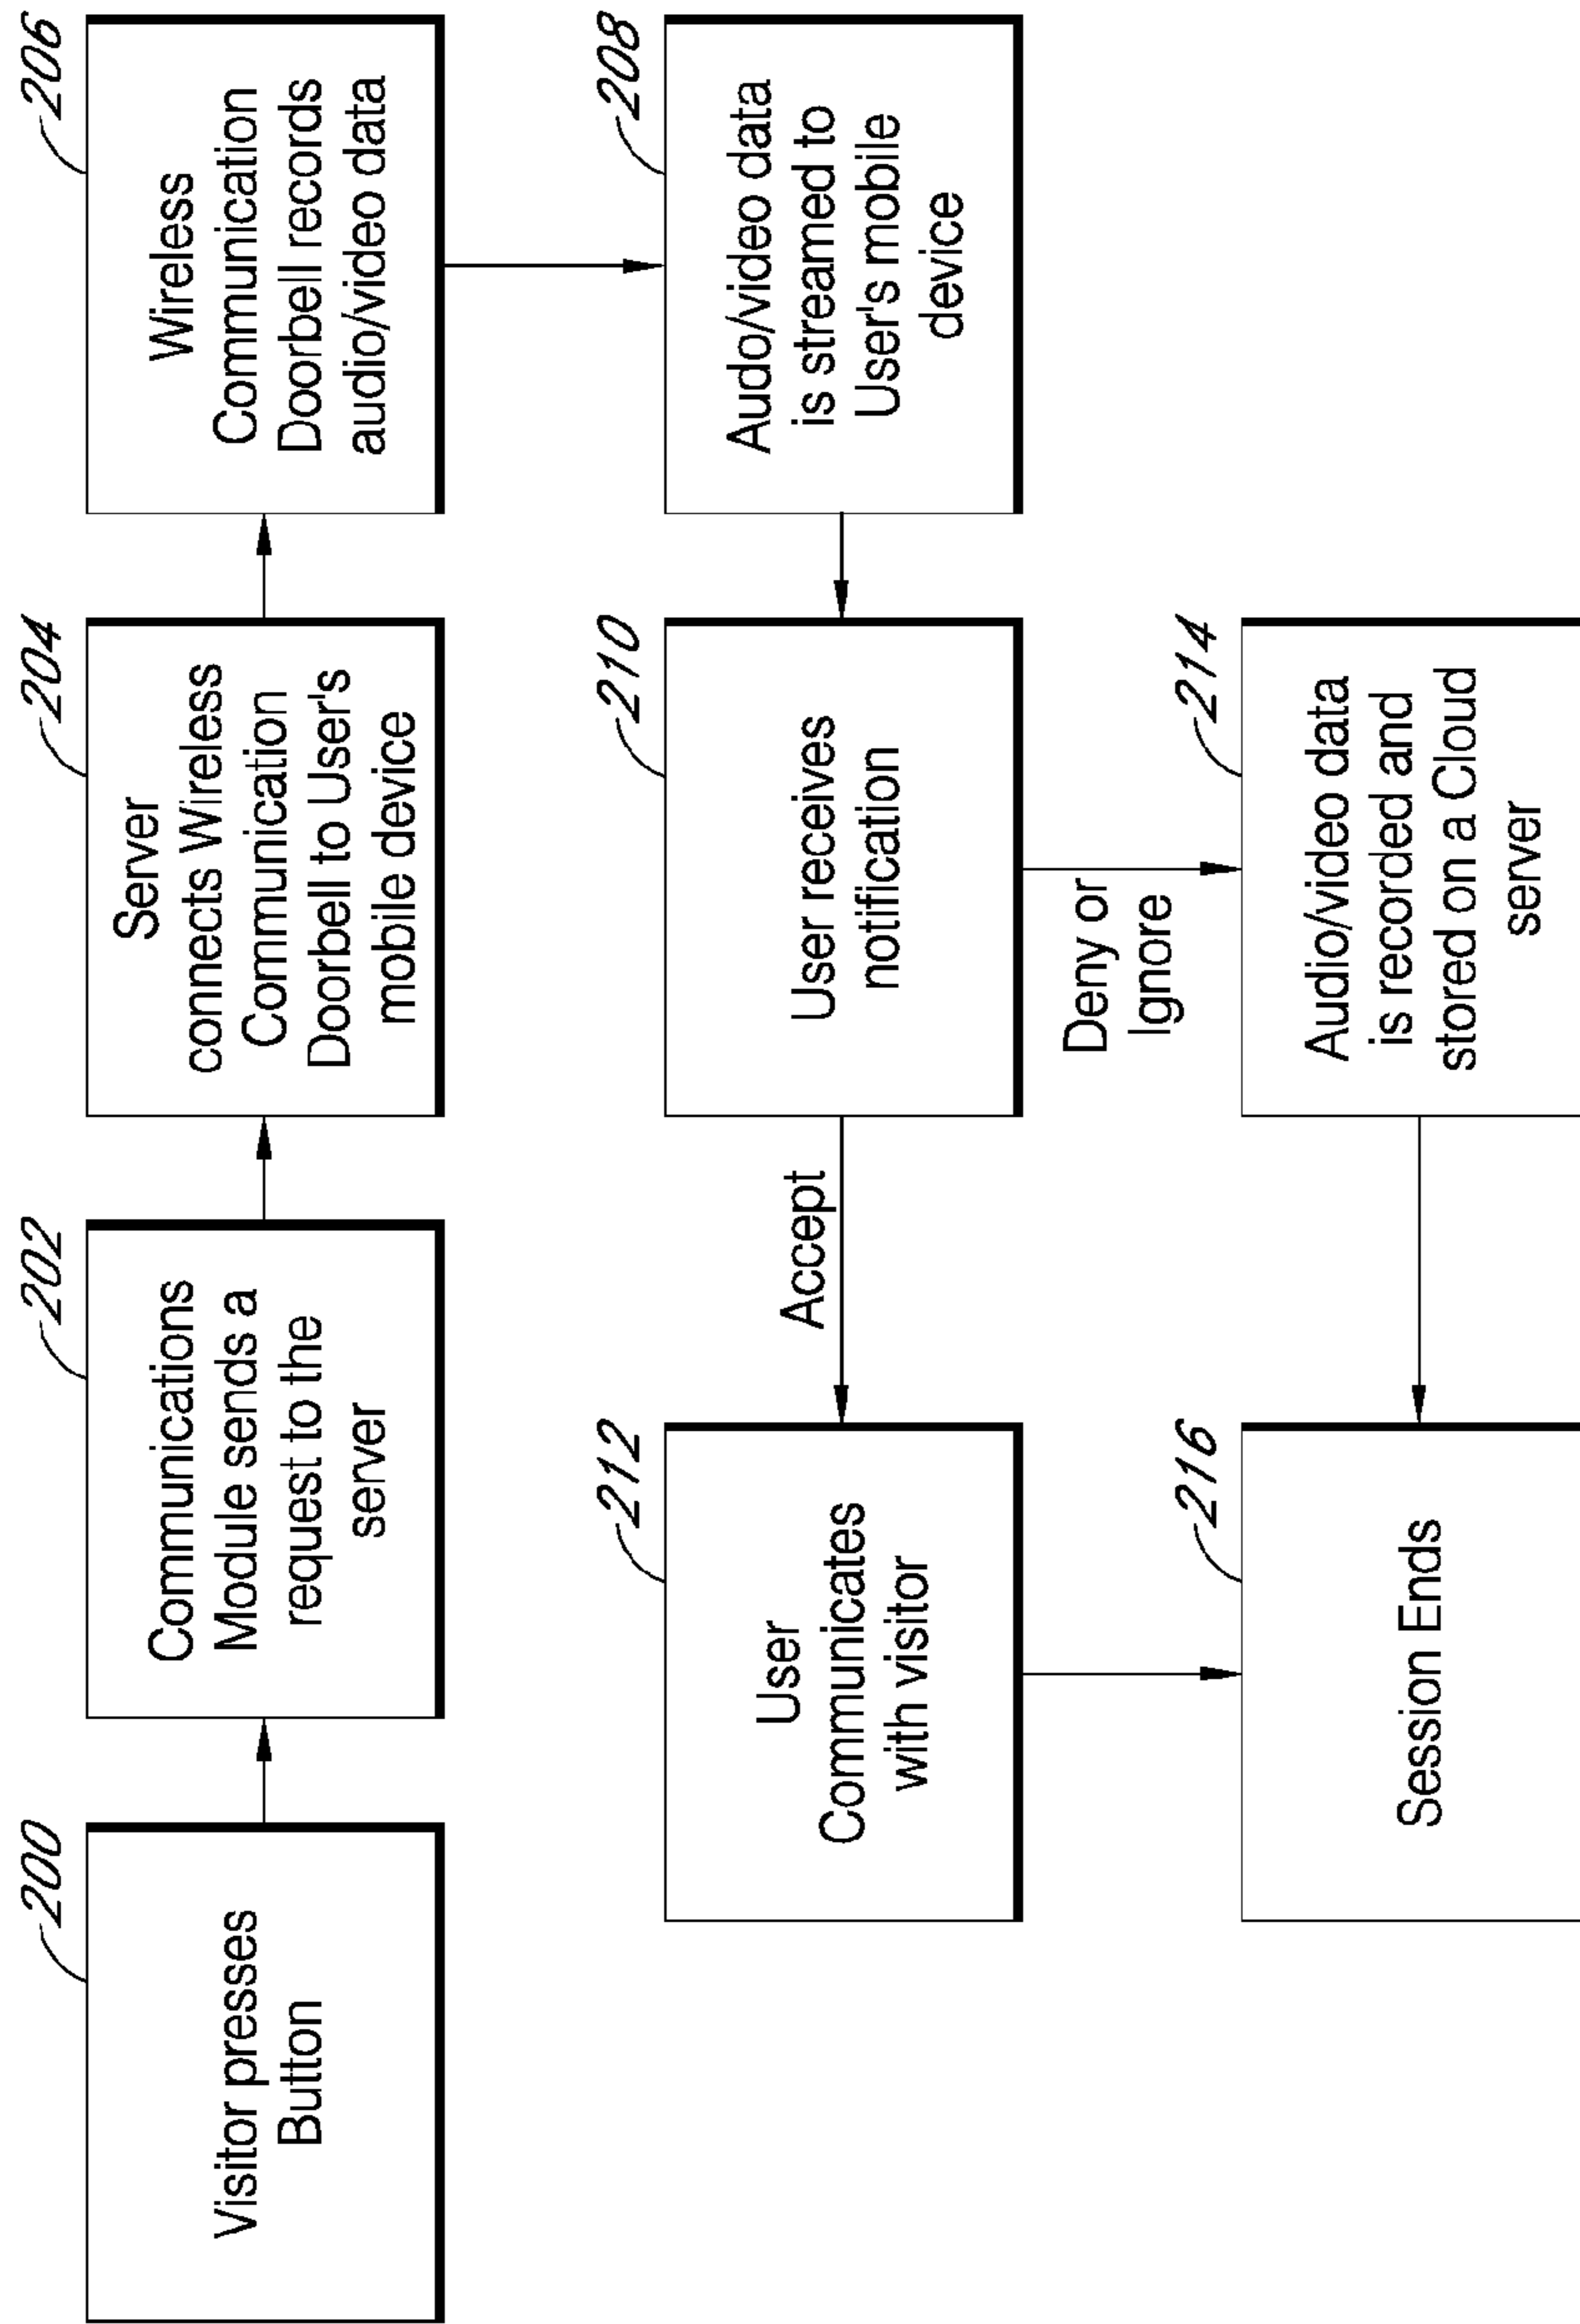 200
Visitor presses
Button
202
Communications
Module sends a
request to the
server
204
Server
connects Wireless
Communication
Doorbell to User's
mobile device
206
Wireless
Communication
Doorbell records
audio/video data
208
Audo/video data
is streamed to
User's mobile
device
210
User receives
notification
Accept
Deny or
Ignore
212
User
Communicates
with visitor
214
Audio/video data
is recorded and
stored on a Cloud
server
216
Session Ends